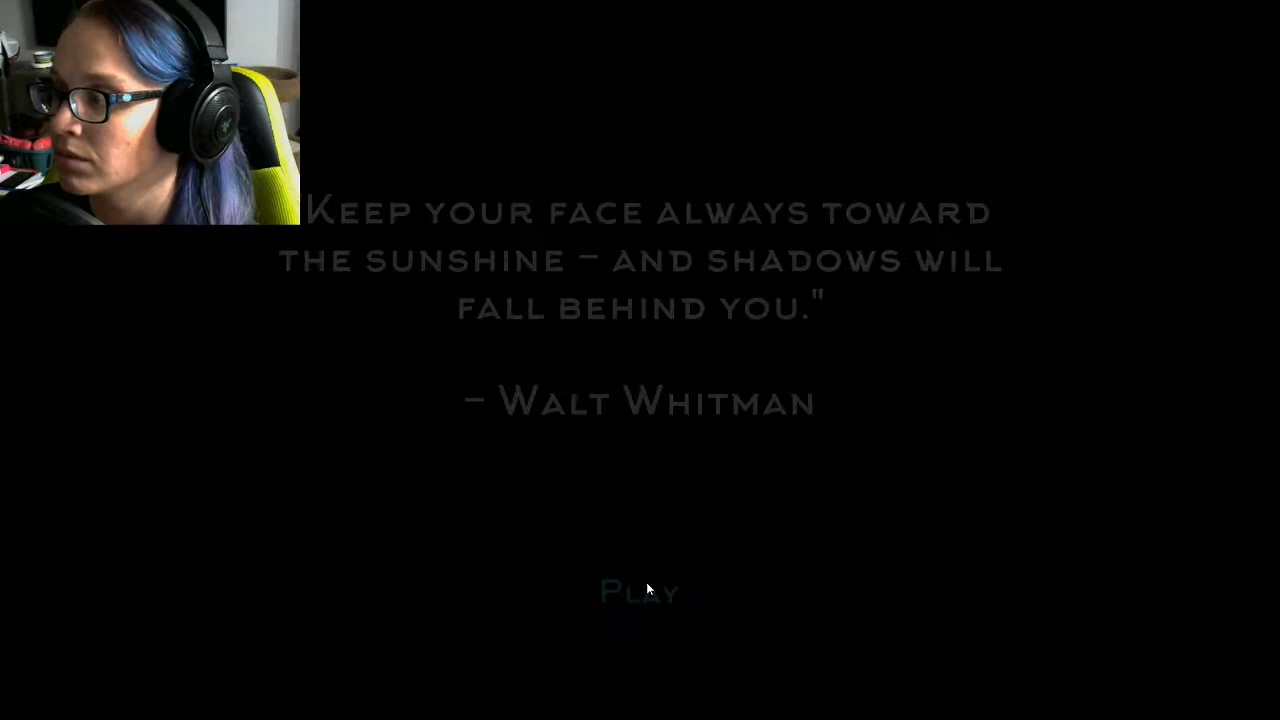 Keep your face always toward
the sunshine – and shadows will
fall behind you."
– Walt Whitman
Play